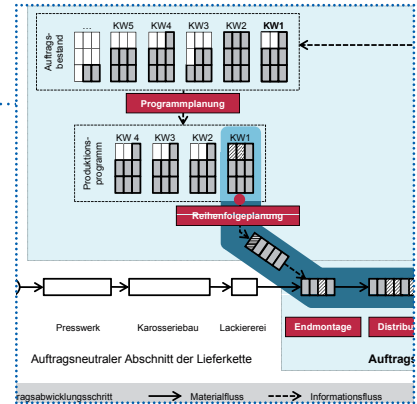 ... KW5 KW4 KW3 KW2 KW1
Auftrags-
bestand
Programmplanung
KW 4 KW3 KW2 KW1
Produktions-
programm
Reihenfolgeplanung
Presswerk Karosseriebau Lackiererei Endmontage Distribu
Auftragsneutraler Abschnitt der Lieferkette Auftrags
ragsabwicklungsschritt Materialfluss Informationsfluss